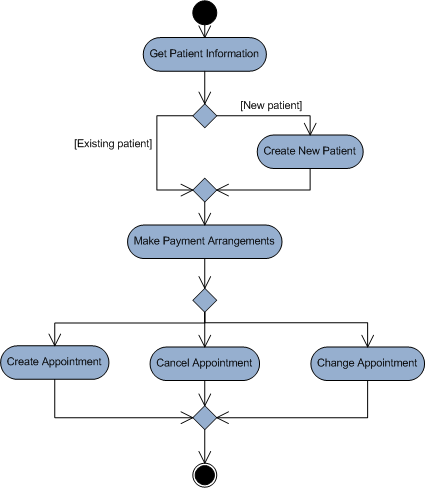 Get Patient Information
[New patient]
[Existing patient]
Create New Patient
Make Payment Arrangements
Create Appointment
Cancel Appointment
Change Appointment